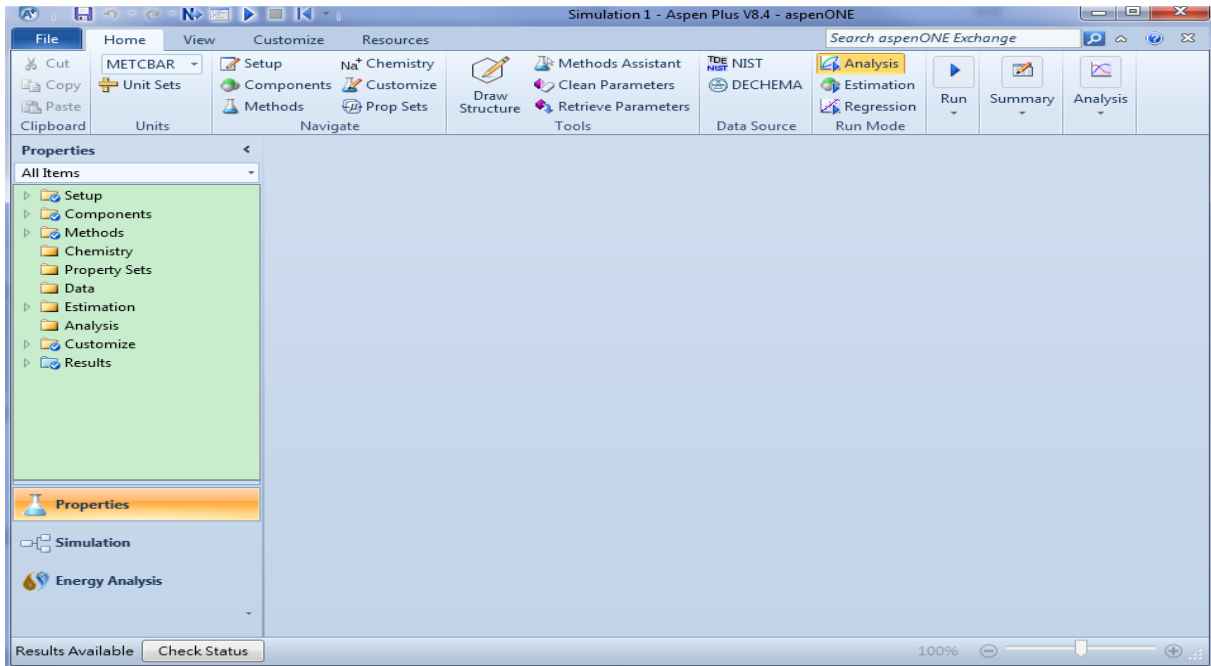 Simulation 1 - Aspen Plus V8.4 - aspenONE
File Home View Customize Resources Search aspenONE Exchange
Cut METCBAR Setup Na+ Chemistry Methods Assistant TDE NIST NIST Analysis
Copy Unit Sets Components Customize Draw Structure Clean Parameters DECHEMA Estimation Run Summary Analysis
Paste Methods Prop Sets Retrieve Parameters Regression
Clipboard Units Navigate Tools Data Source Run Mode
Properties <
All Items
Setup
Components
Methods
Chemistry
Property Sets
Data
Estimation
Analysis
Customize
Results
Properties
Simulation
Energy Analysis
Results Available Check Status 100%